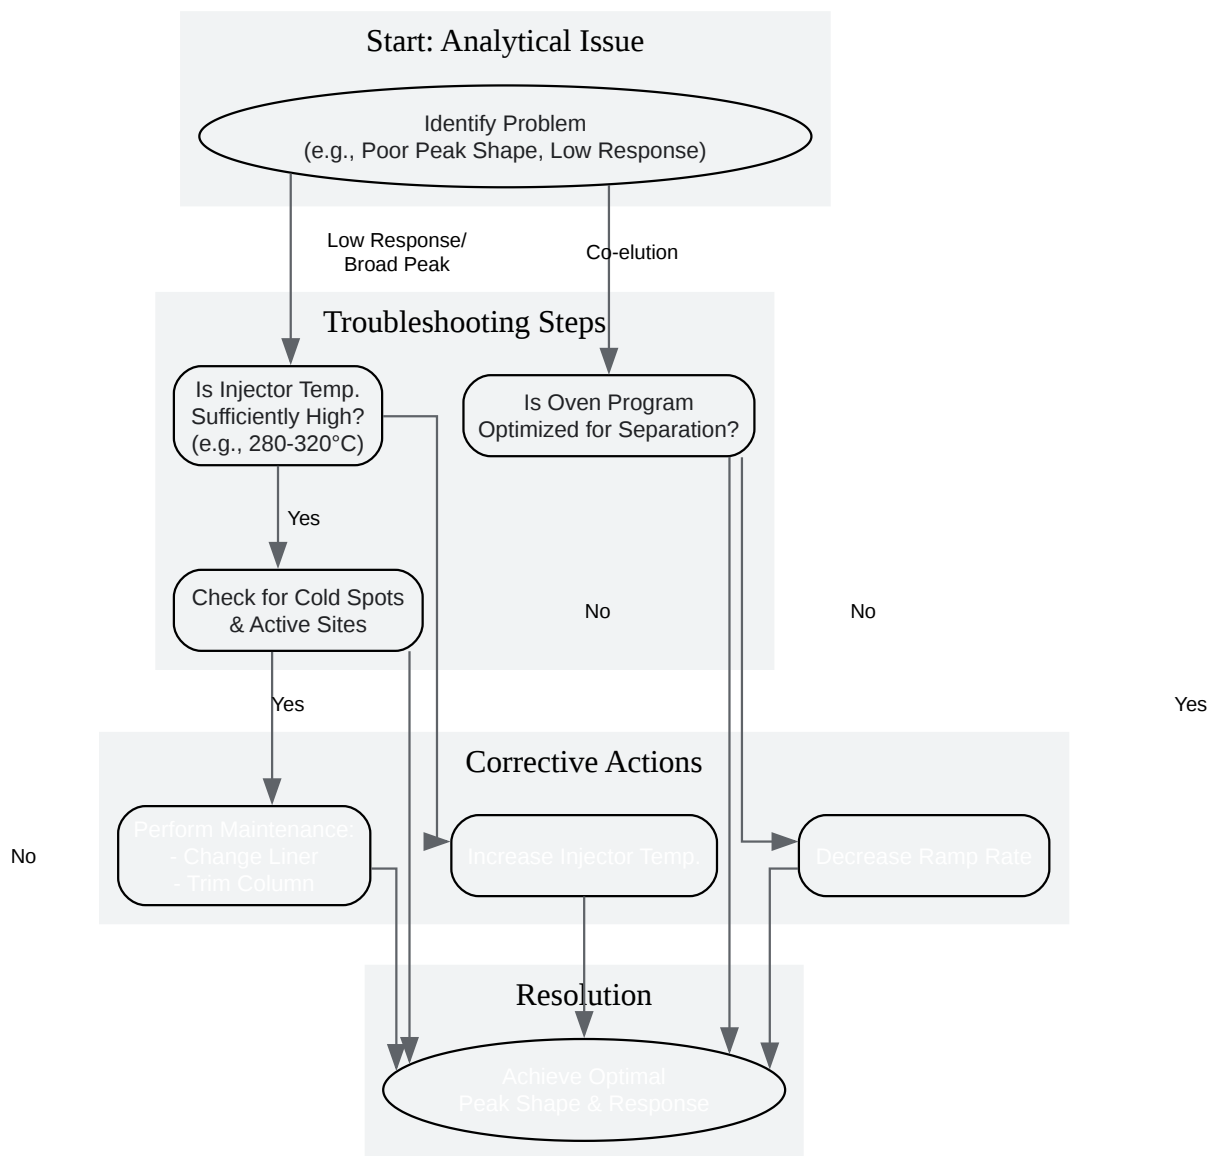 Start: Analytical Issue
Identify Problem
(e.g., Poor Peak Shape, Low Response)
Low Response/
Broad Peak
Co-elution
Troubleshooting Steps
Is Injector Temp.
Sufficiently High?
(e.g., 280-320°C)
Is Oven Program
Optimized for Separation?
Yes
Check for Cold Spots
& Active Sites
No
No
Yes
Yes
Corrective Actions
Perform Maintenance:
- Change Liner
- Trim Column
Increase Injector Temp.
Decrease Ramp Rate
No
Resolution
Achieve Optimal
Peak Shape & Response